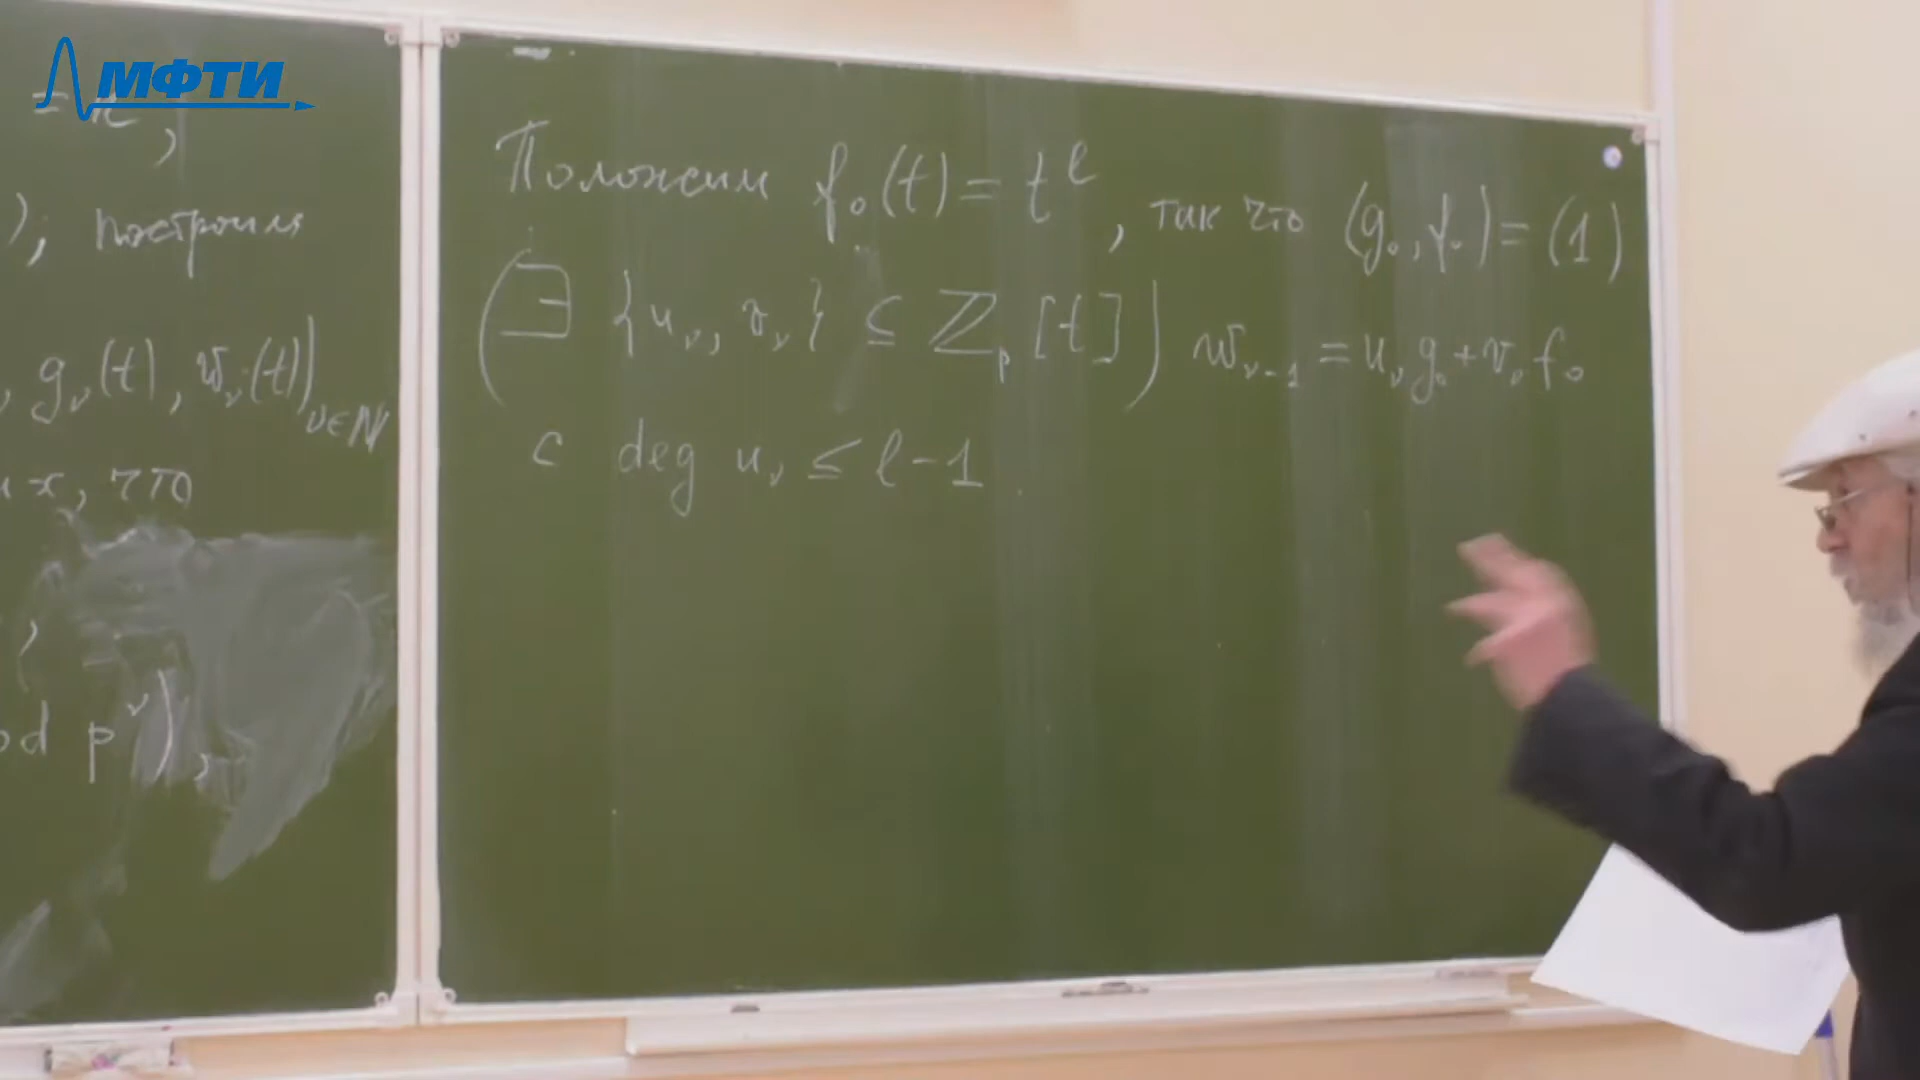 МФТИ
= n,
), построим
, g_ν(t), w_ν(t))_{ν∈ℕ}
их, что
,
od p^ν),
Положим f₀(t) = t^ℓ, так что (g₀, f₀) = (1)
(∃ {u_ν, v_ν} ⊆ ℤ_p[t]) w_{ν-1} = u_ν g₀ + v_ν f₀
с deg u_ν ≤ ℓ-1